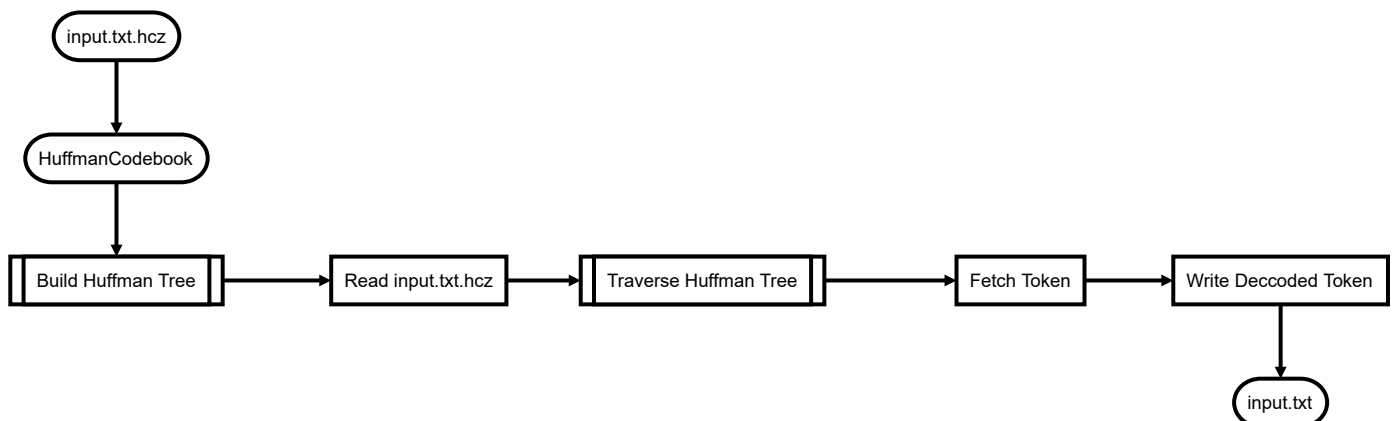 input.txt.hcz
HuffmanCodebook
Build Huffman Tree
Read input.txt.hcz
Traverse Huffman Tree
Fetch Token
Write Deccoded Token
input.txt